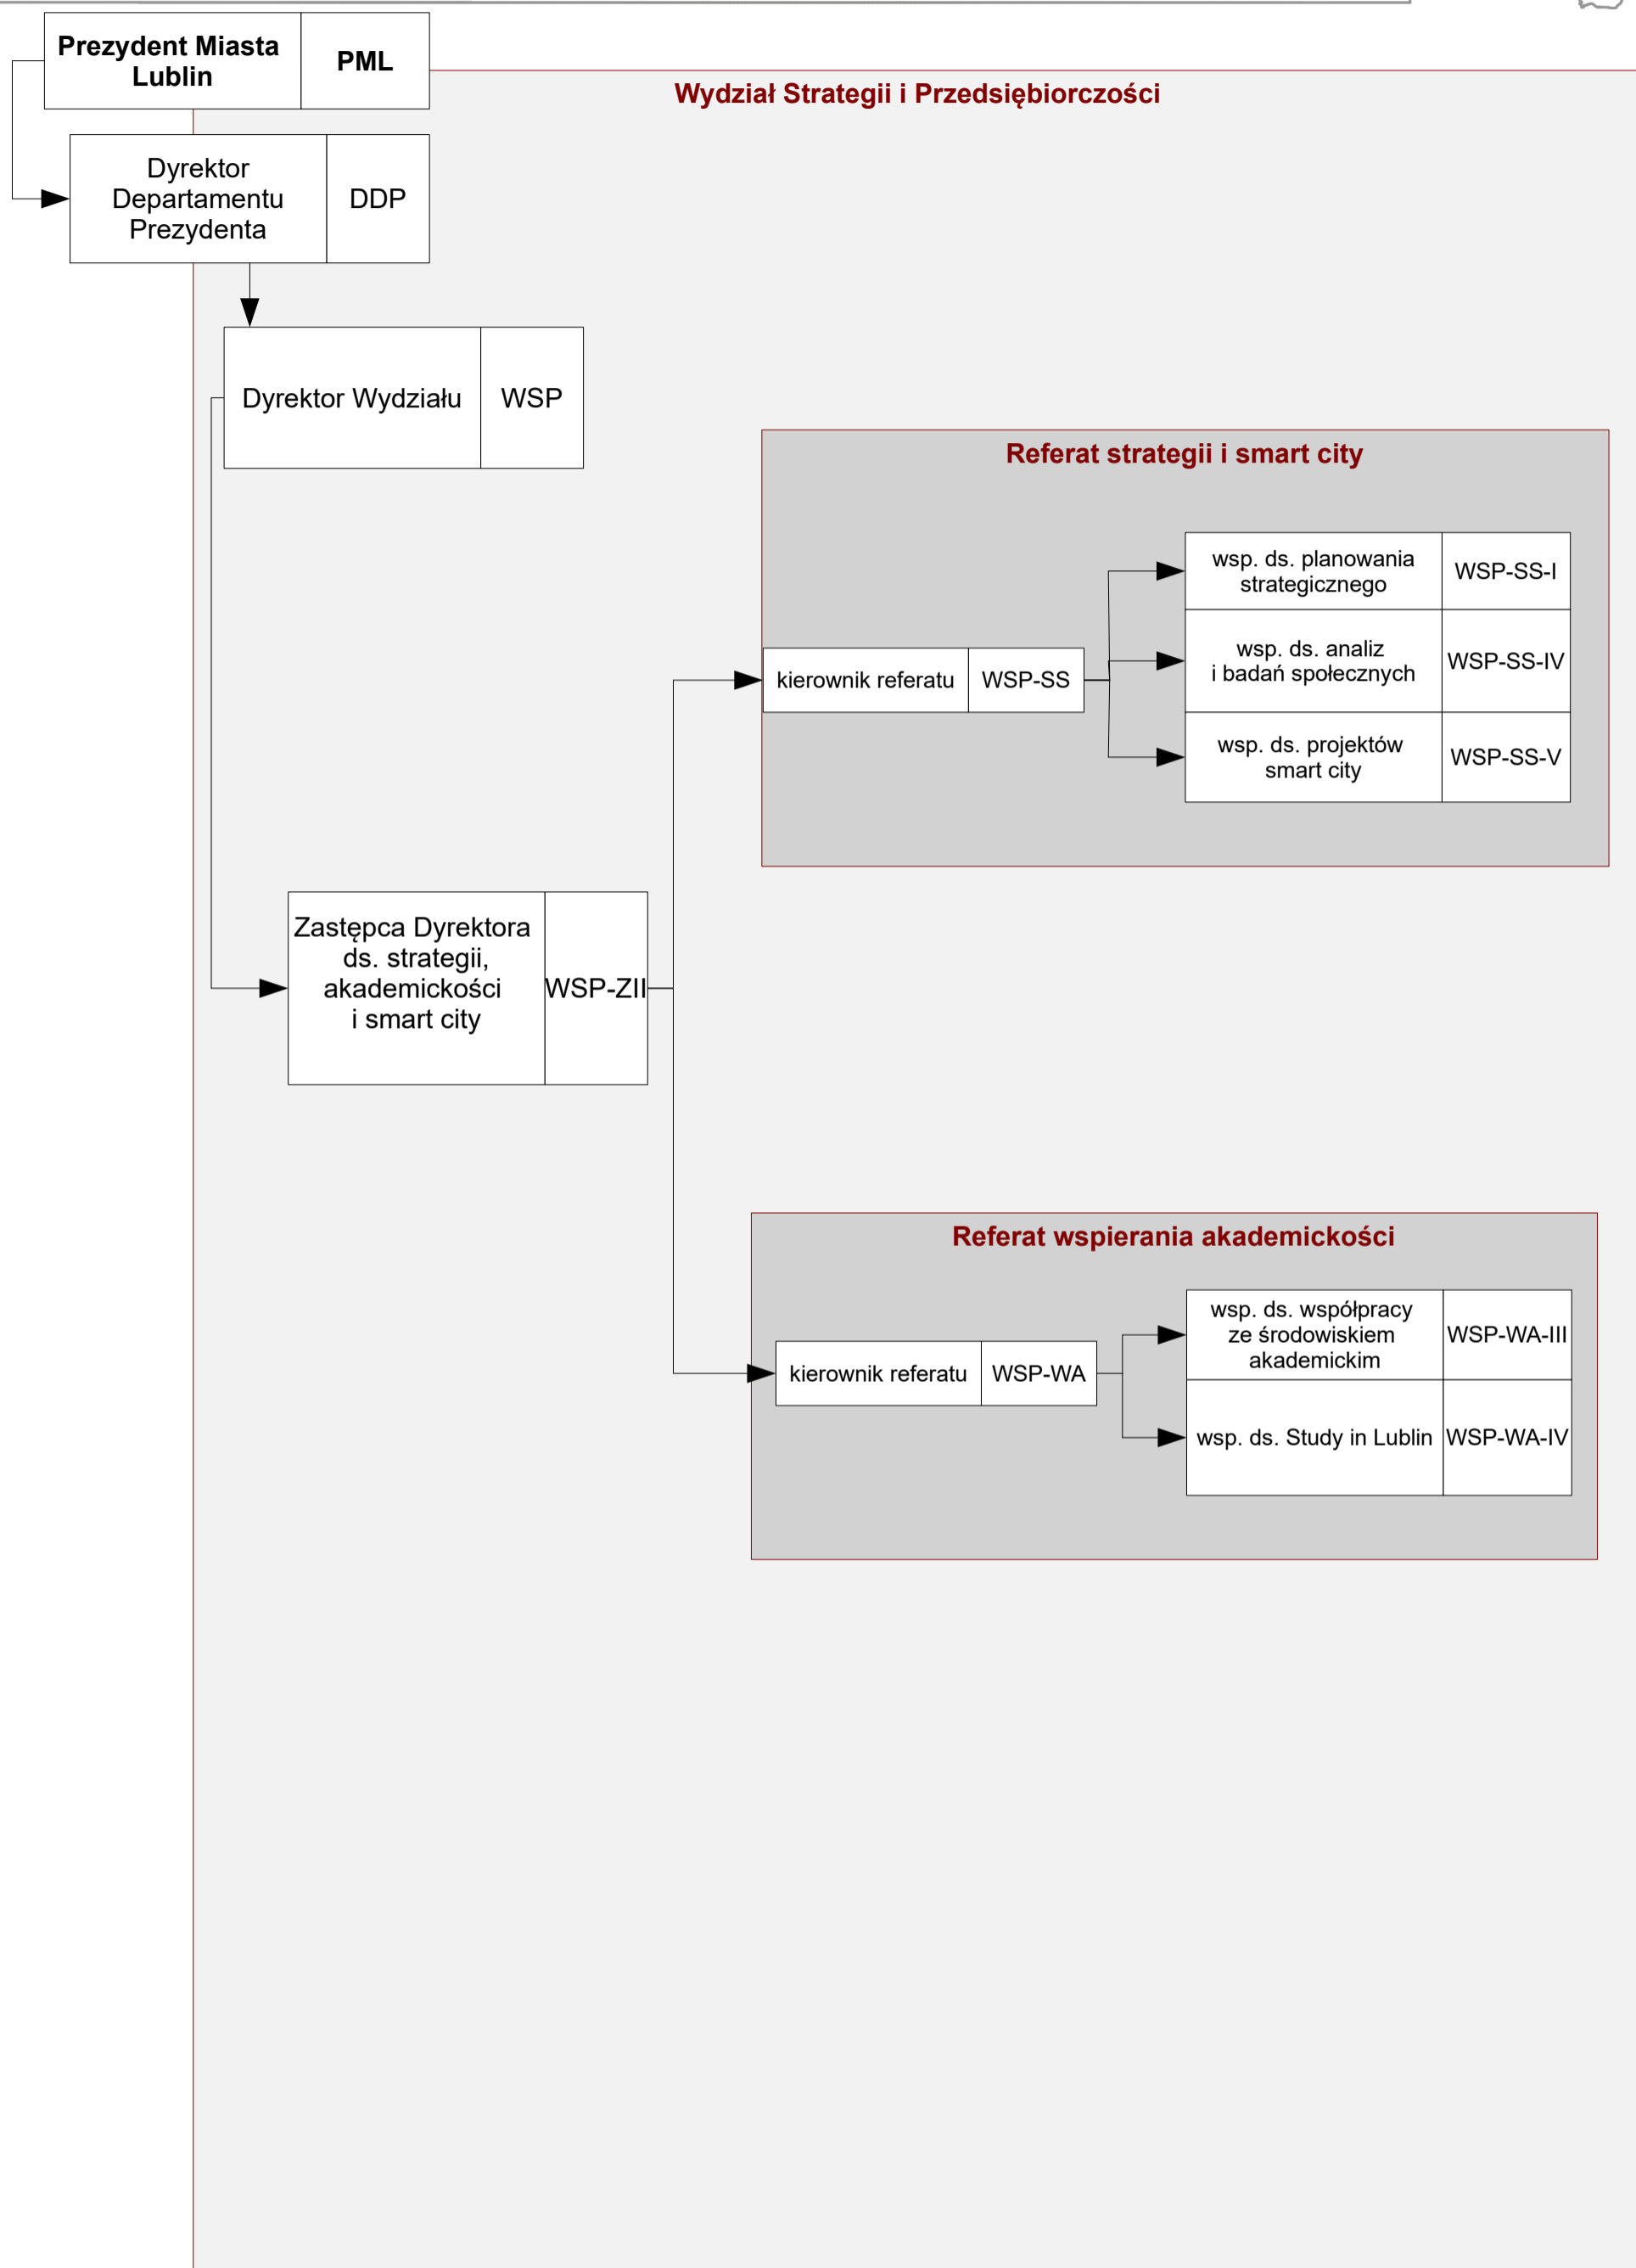 Prezydent Miasta
Lublin
PML
Wydział Strategii i Przedsiębiorczości
Dyrektor
Departamentu
Prezydenta
DDP
Dyrektor Wydziału
WSP
Referat strategii i smart city
wsp. ds. planowania
strategicznego
WSP-SS-I
wsp. ds. analiz
i badań społecznych
WSP-SS-IV
kierownik referatu
WSP-SS
wsp. ds. projektów
smart city
WSP-SS-V
Zastępca Dyrektora
ds. strategii,
akademickości
i smart city
WSP-ZII
Referat wspierania akademickości
wsp. ds. współpracy
ze środowiskiem
akademickim
WSP-WA-III
kierownik referatu
WSP-WA
wsp. ds. Study in Lublin
WSP-WA-IV